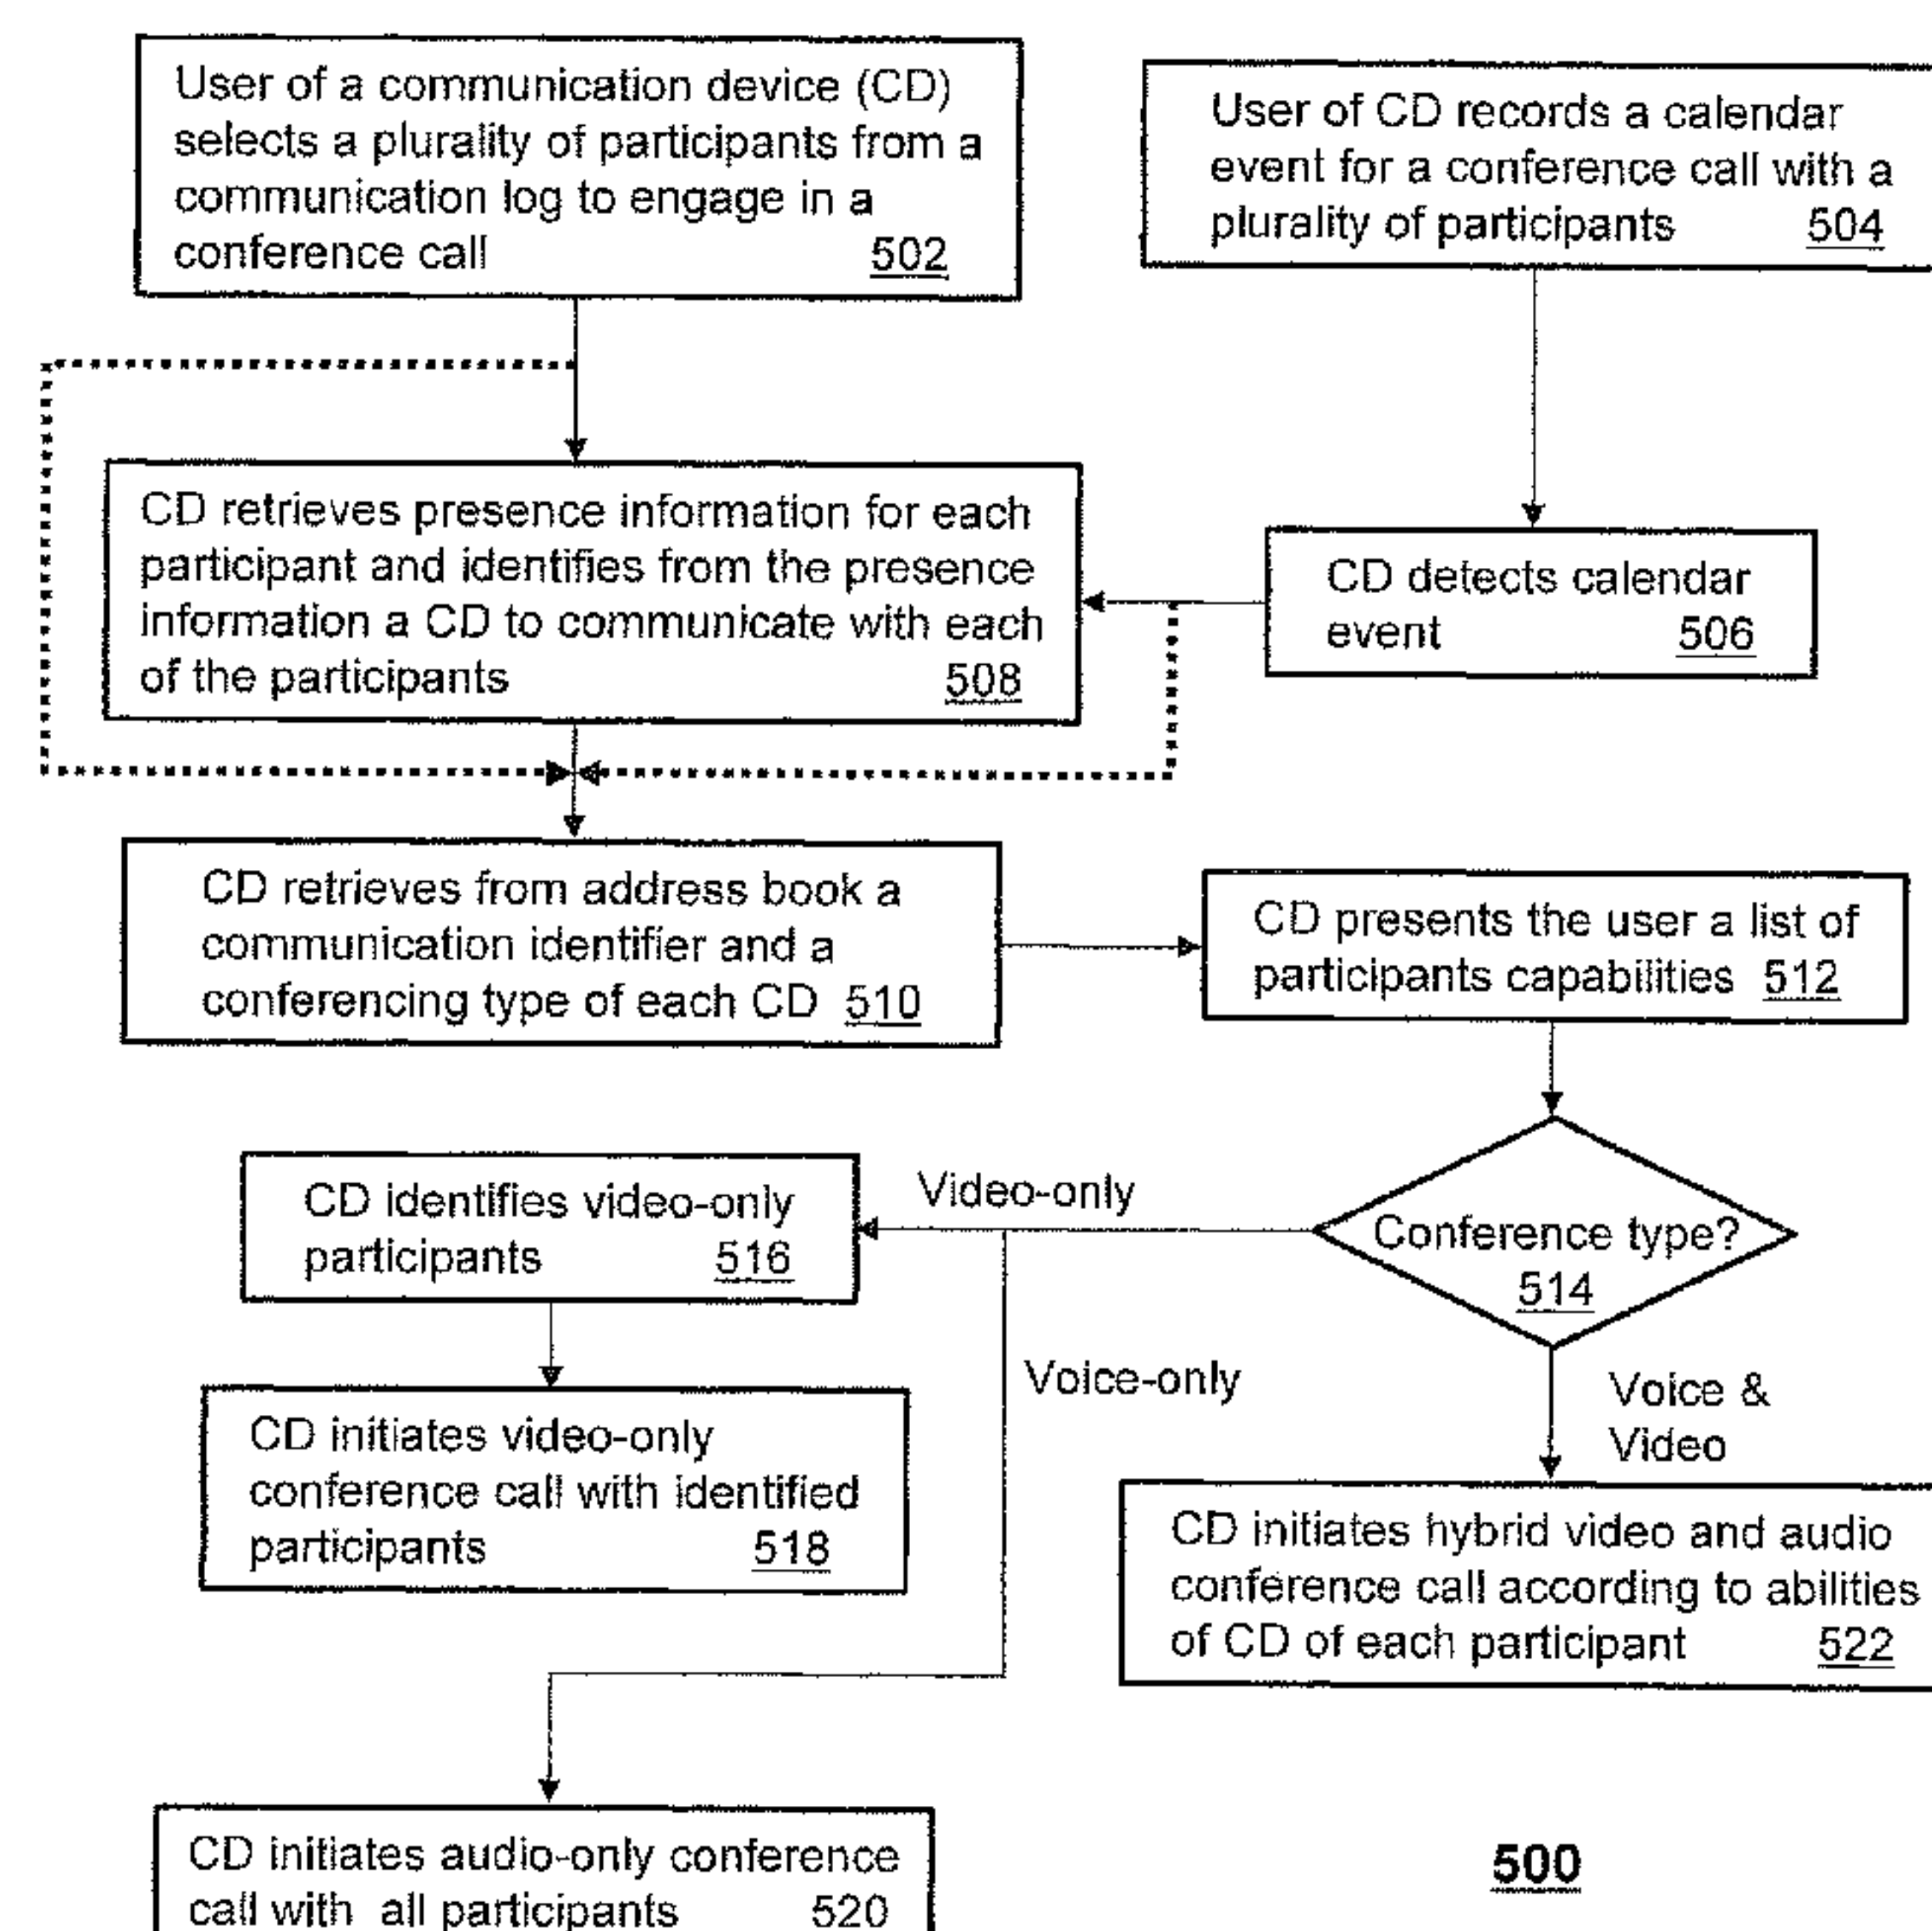 User of a communication device (CD)
selects a plurality of participants from a
communication log to engage in a
conference call 502
User of CD records a calendar
event for a conference call with a
plurality of participants 504
CD retrieves presence information for each
participant and identifies from the presence
information a CD to communicate with each
of the participants 508
CD detects calendar
event 506
CD retrieves from address book a
communication identifier and a
conferencing type of each CD 510
CD presents the user a list of
participants capabilities 512
Conference type?
514
Video-only
CD identifies video-only
participants 516
Voice-only
Voice &
Video
CD initiates video-only
conference call with identified
participants 518
CD initiates hybrid video and audio
conference call according to abilities
of CD of each participant 522
CD initiates audio-only conference
call with all participants 520
500